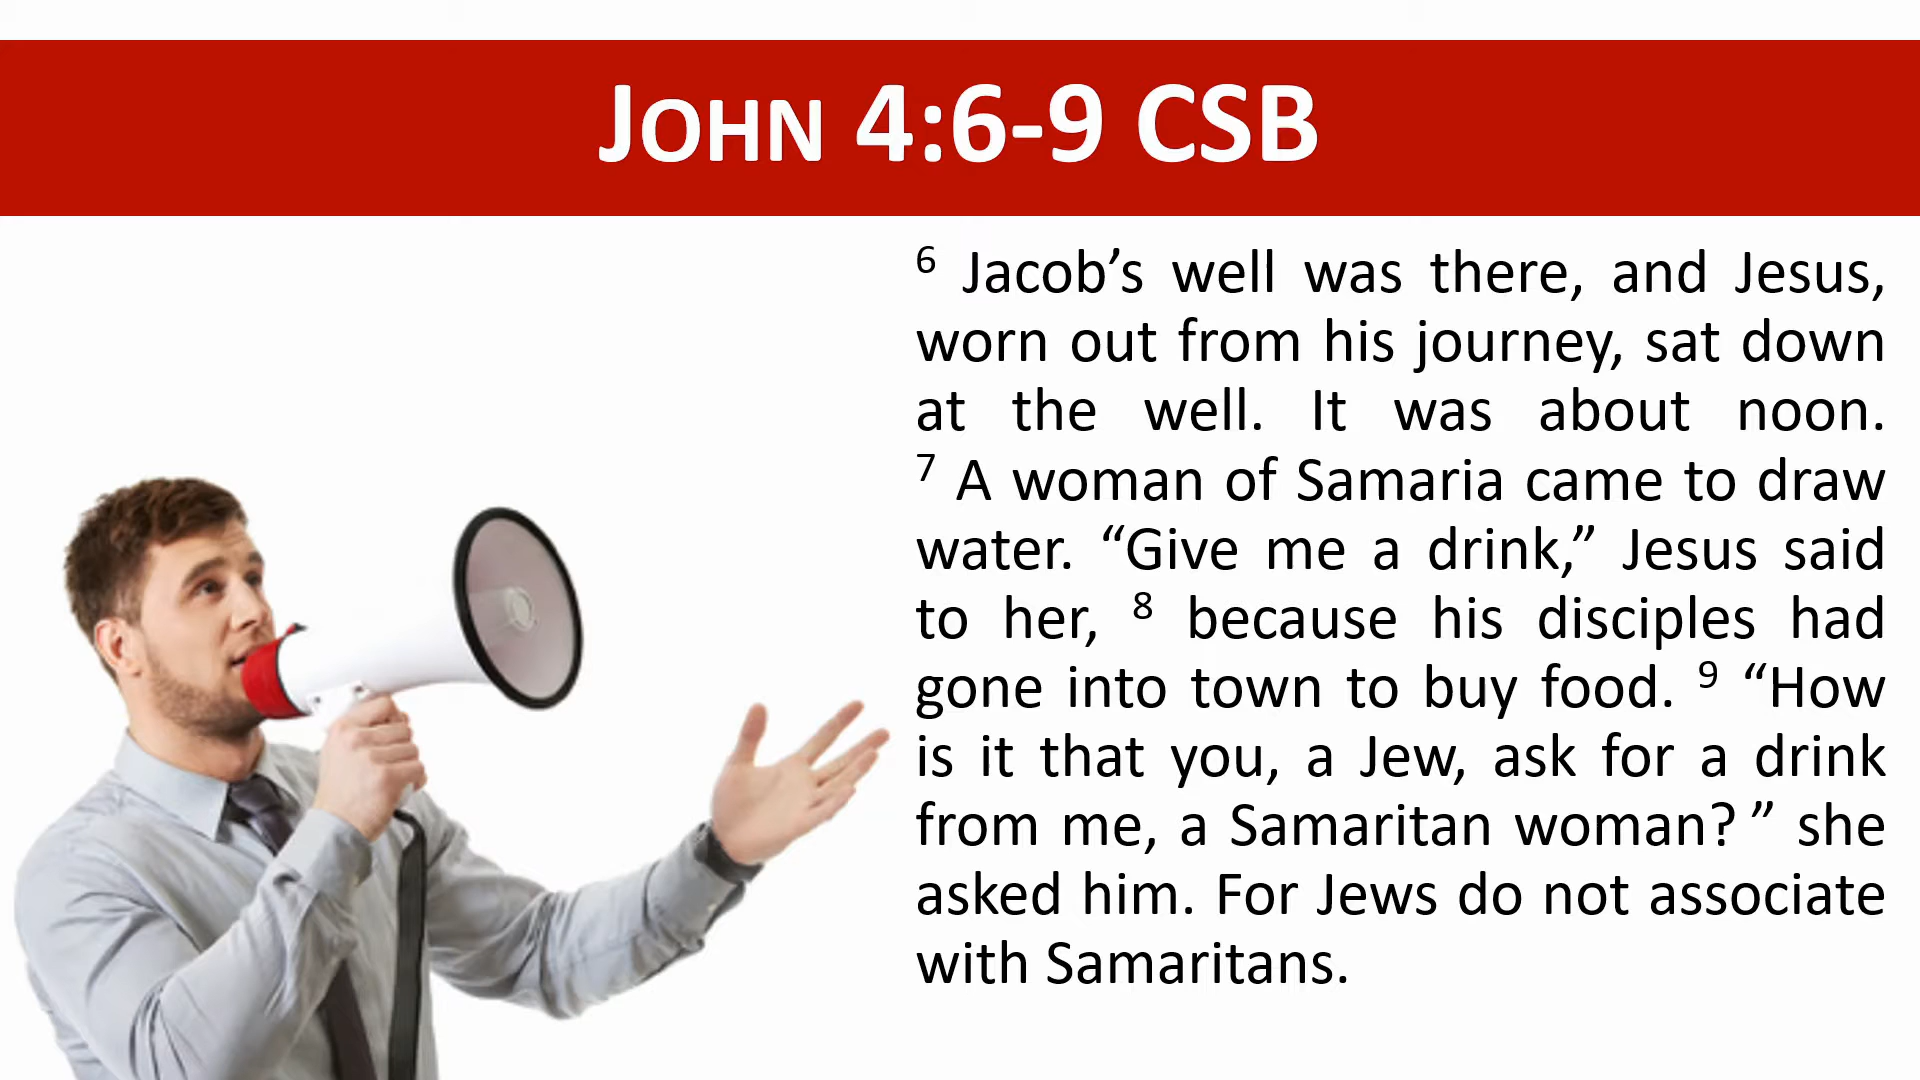 JOHN 4:6-9 CSB
6 Jacob’s well was there, and Jesus,
worn out from his journey, sat down
at the well. It was about noon.
7 A woman of Samaria came to draw
water. “Give me a drink,” Jesus said
to her, 8 because his disciples had
gone into town to buy food. 9 “How
is it that you, a Jew, ask for a drink
from me, a Samaritan woman? ” she
asked him. For Jews do not associate
with Samaritans.